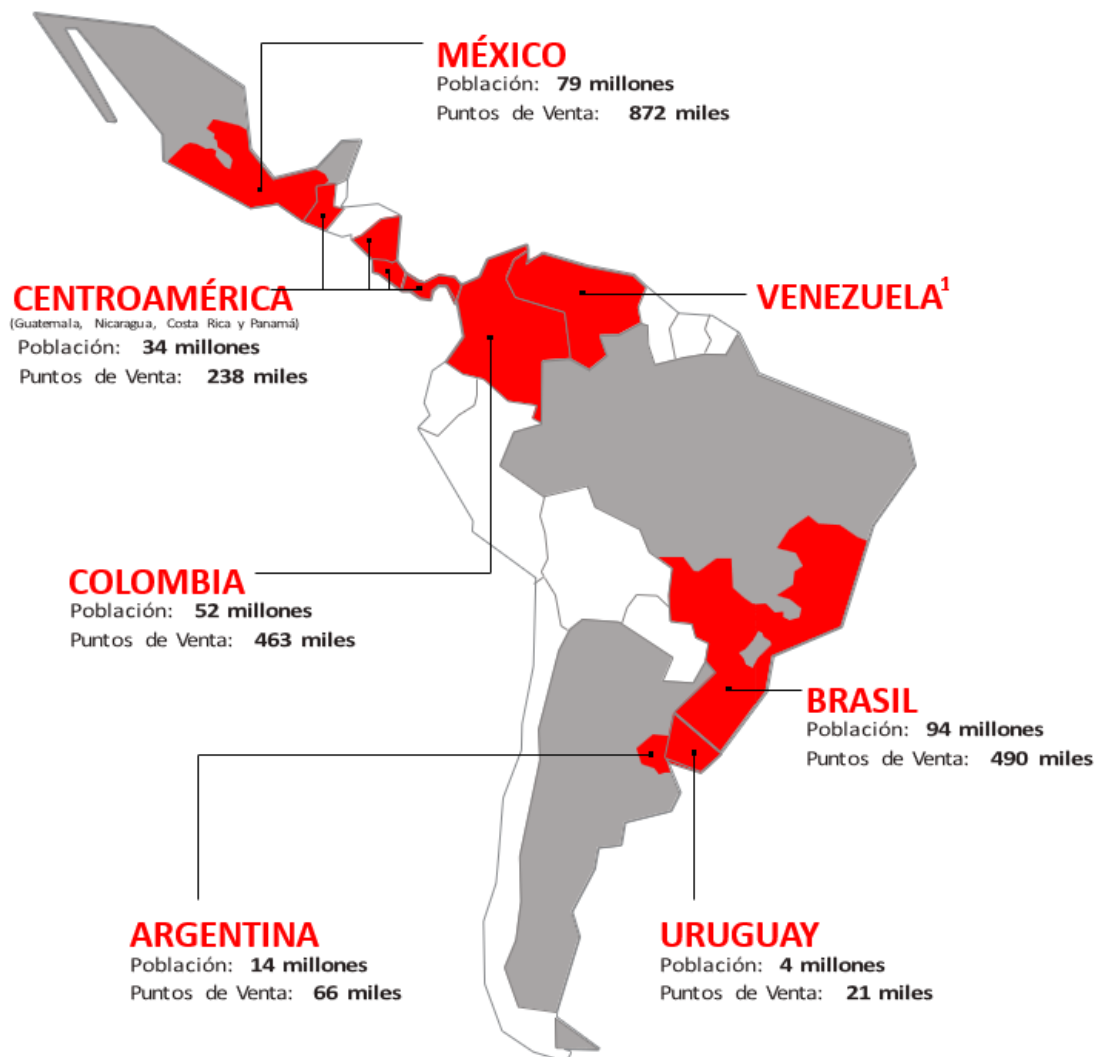 MÉXICO
Población: 79 millones
Puntos de Venta: 872 miles
CENTROAMÉRICA
(Guatemala, Nicaragua, Costa Rica y Panamá)
Población: 34 millones
Puntos de Venta: 238 miles
VENEZUELA¹
COLOMBIA
Población: 52 millones
Puntos de Venta: 463 miles
BRASIL
Población: 94 millones
Puntos de Venta: 490 miles
ARGENTINA
Población: 14 millones
Puntos de Venta: 66 miles
URUGUAY
Población: 4 millones
Puntos de Venta: 21 miles